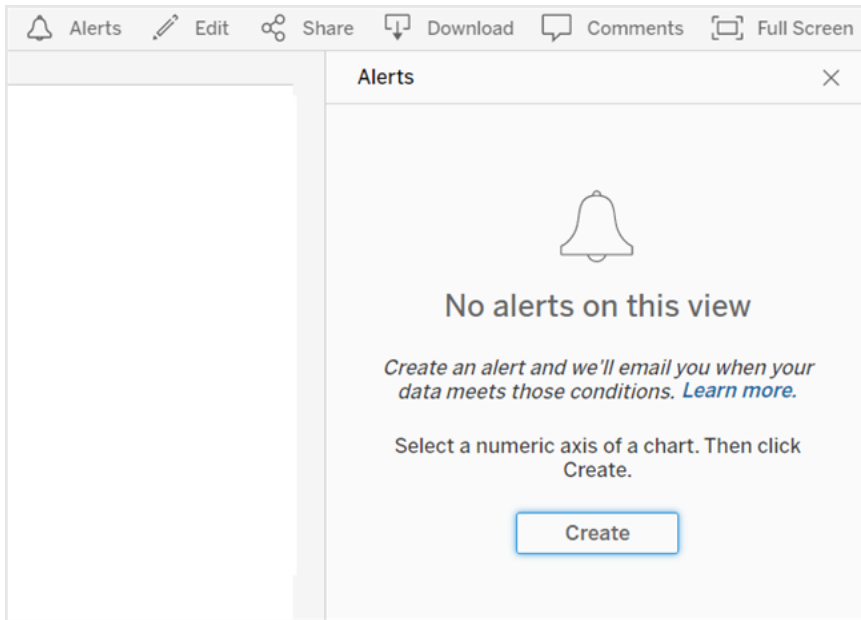 Alerts Edit Share Download Comments Full Screen
Alerts
No alerts on this view
Create an alert and we'll email you when your
data meets those conditions. Learn more.
Select a numeric axis of a chart. Then click
Create.
Create